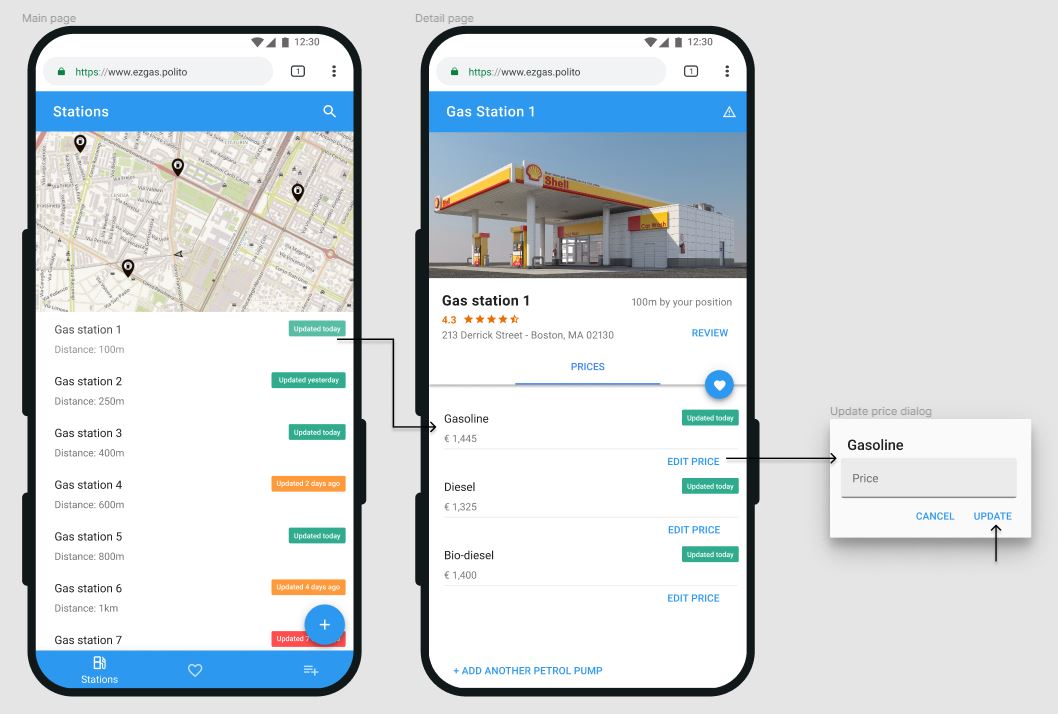 Main page
12:30
https://www.ezgas.polito
1
Stations
Gas station 1
Updated today
Distance: 100m
Gas station 2
Updated yesterday
Distance: 250m
Gas station 3
Updated today
Distance: 400m
Gas station 4
Updated 2 days ago
Distance: 600m
Gas station 5
Updated today
Distance: 800m
Gas station 6
Updated 4 days ago
Distance: 1km
Gas station 7
Updated 7
+
Stations
Detail page
12:30
https://www.ezgas.polito
1
Gas Station 1
Shell
Car Wash
Gas station 1
100m by your position
4.3
213 Derrick Street - Boston, MA 02130
REVIEW
PRICES
Gasoline
Updated today
€ 1,445
EDIT PRICE
Diesel
Updated today
€ 1,325
EDIT PRICE
Bio-diesel
Updated today
€ 1,400
EDIT PRICE
+ ADD ANOTHER PETROL PUMP
Update price dialog
Gasoline
Price
CANCEL UPDATE